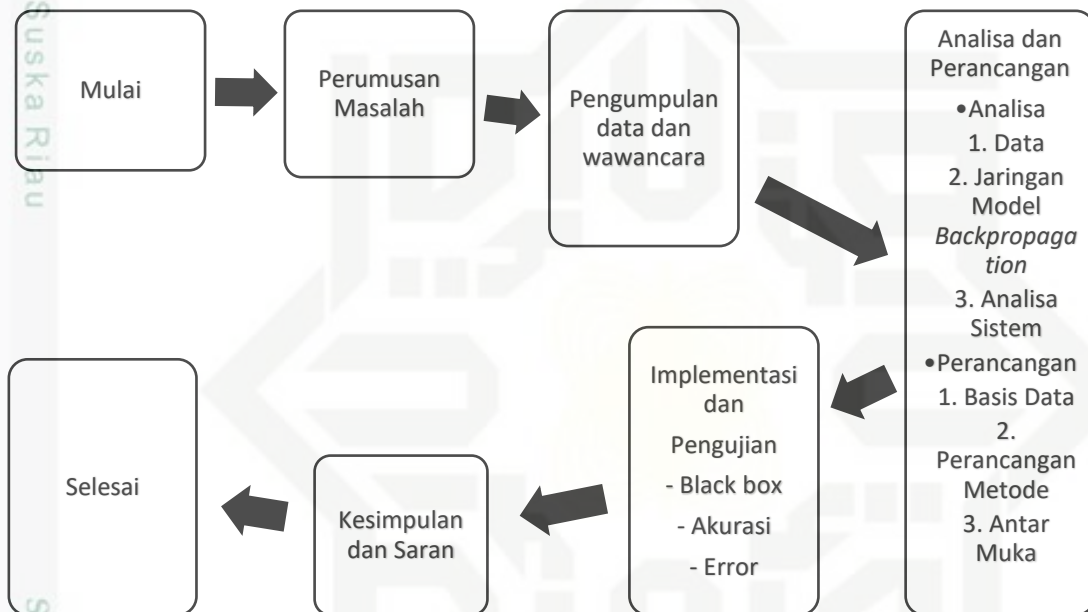 Suska Riau
Mulai
Perumusan
Masalah
Pengumpulan
data dan
wawancara
Analisa dan
Perancangan
•Analisa
1. Data
2. Jaringan
Model
Backpropaga
tion
3. Analisa
Sistem
•Perancangan
1. Basis Data
2.
Perancangan
Metode
3. Antar
Muka
Implementasi
dan
Pengujian
- Black box
- Akurasi
- Error
Kesimpulan
dan Saran
Selesai